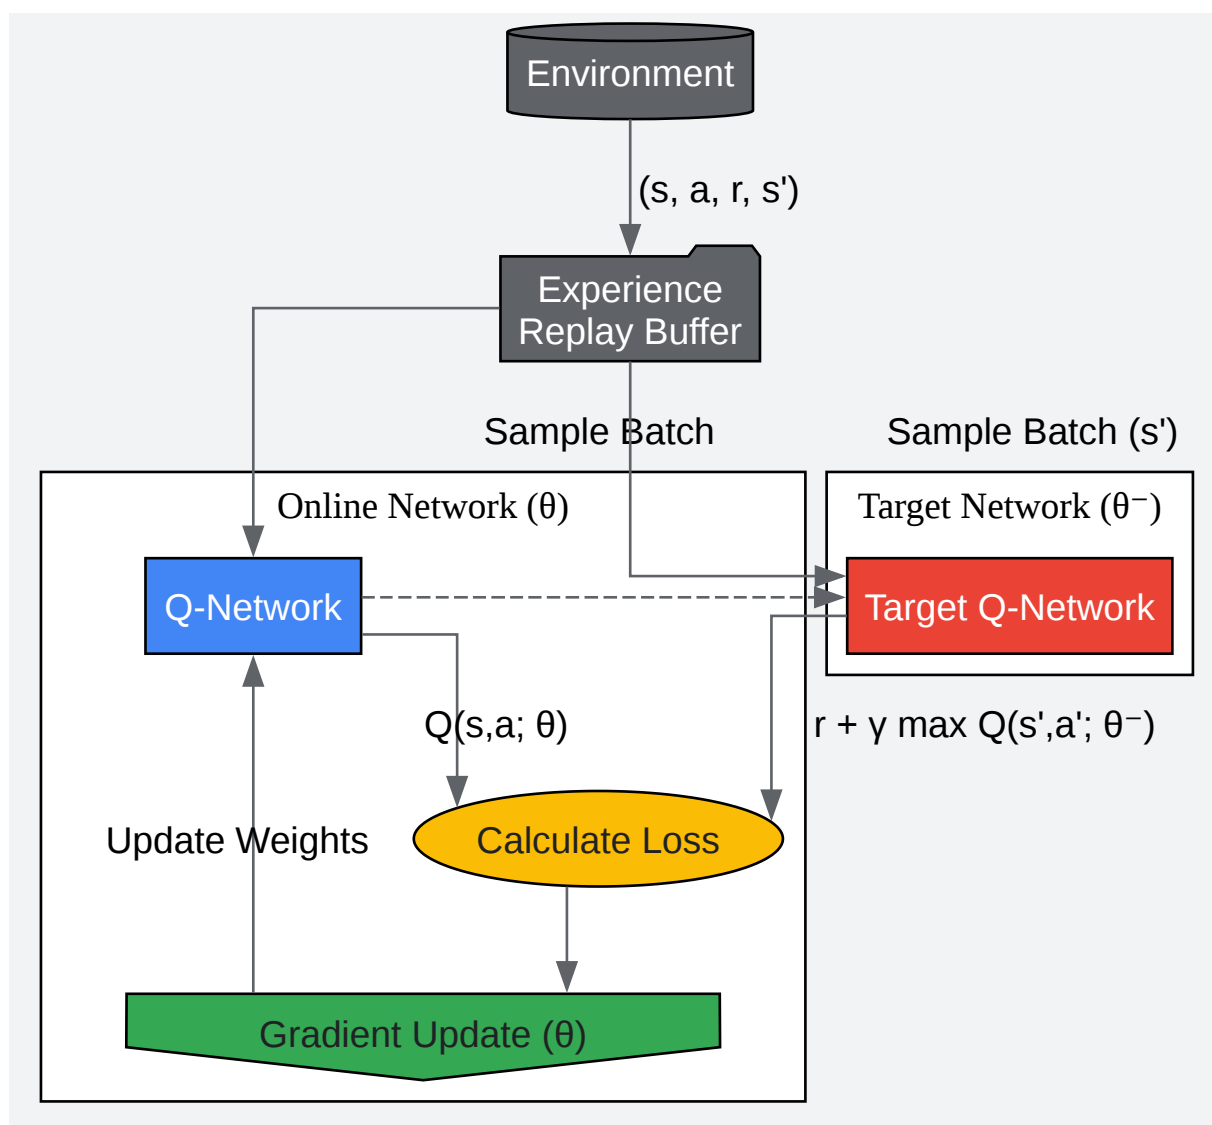 Environment
(s, a, r, s')
Experience
Replay Buffer
Sample Batch
Sample Batch (s')
Online Network (θ)
Target Network (θ⁻)
Q-Network
Target Q-Network
Q(s,a; θ)
r + γ max Q(s',a'; θ⁻)
Update Weights
Calculate Loss
Gradient Update (θ)